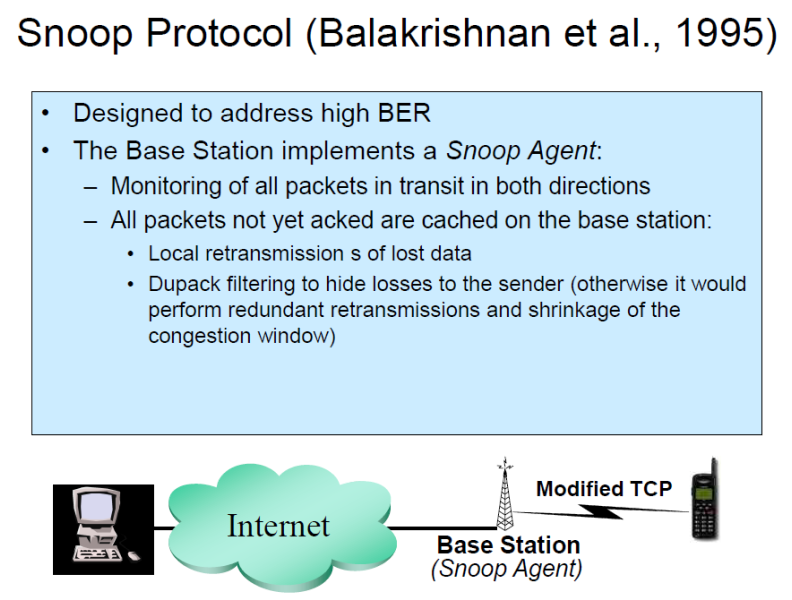 Snoop Protocol (Balakrishnan et al., 1995)
• Designed to address high BER
• The Base Station implements a Snoop Agent:
– Monitoring of all packets in transit in both directions
– All packets not yet acked are cached on the base station:
• Local retransmission s of lost data
• Dupack filtering to hide losses to the sender (otherwise it would
perform redundant retransmissions and shrinkage of the
congestion window)
Modified TCP
Internet
Base Station
(Snoop Agent)